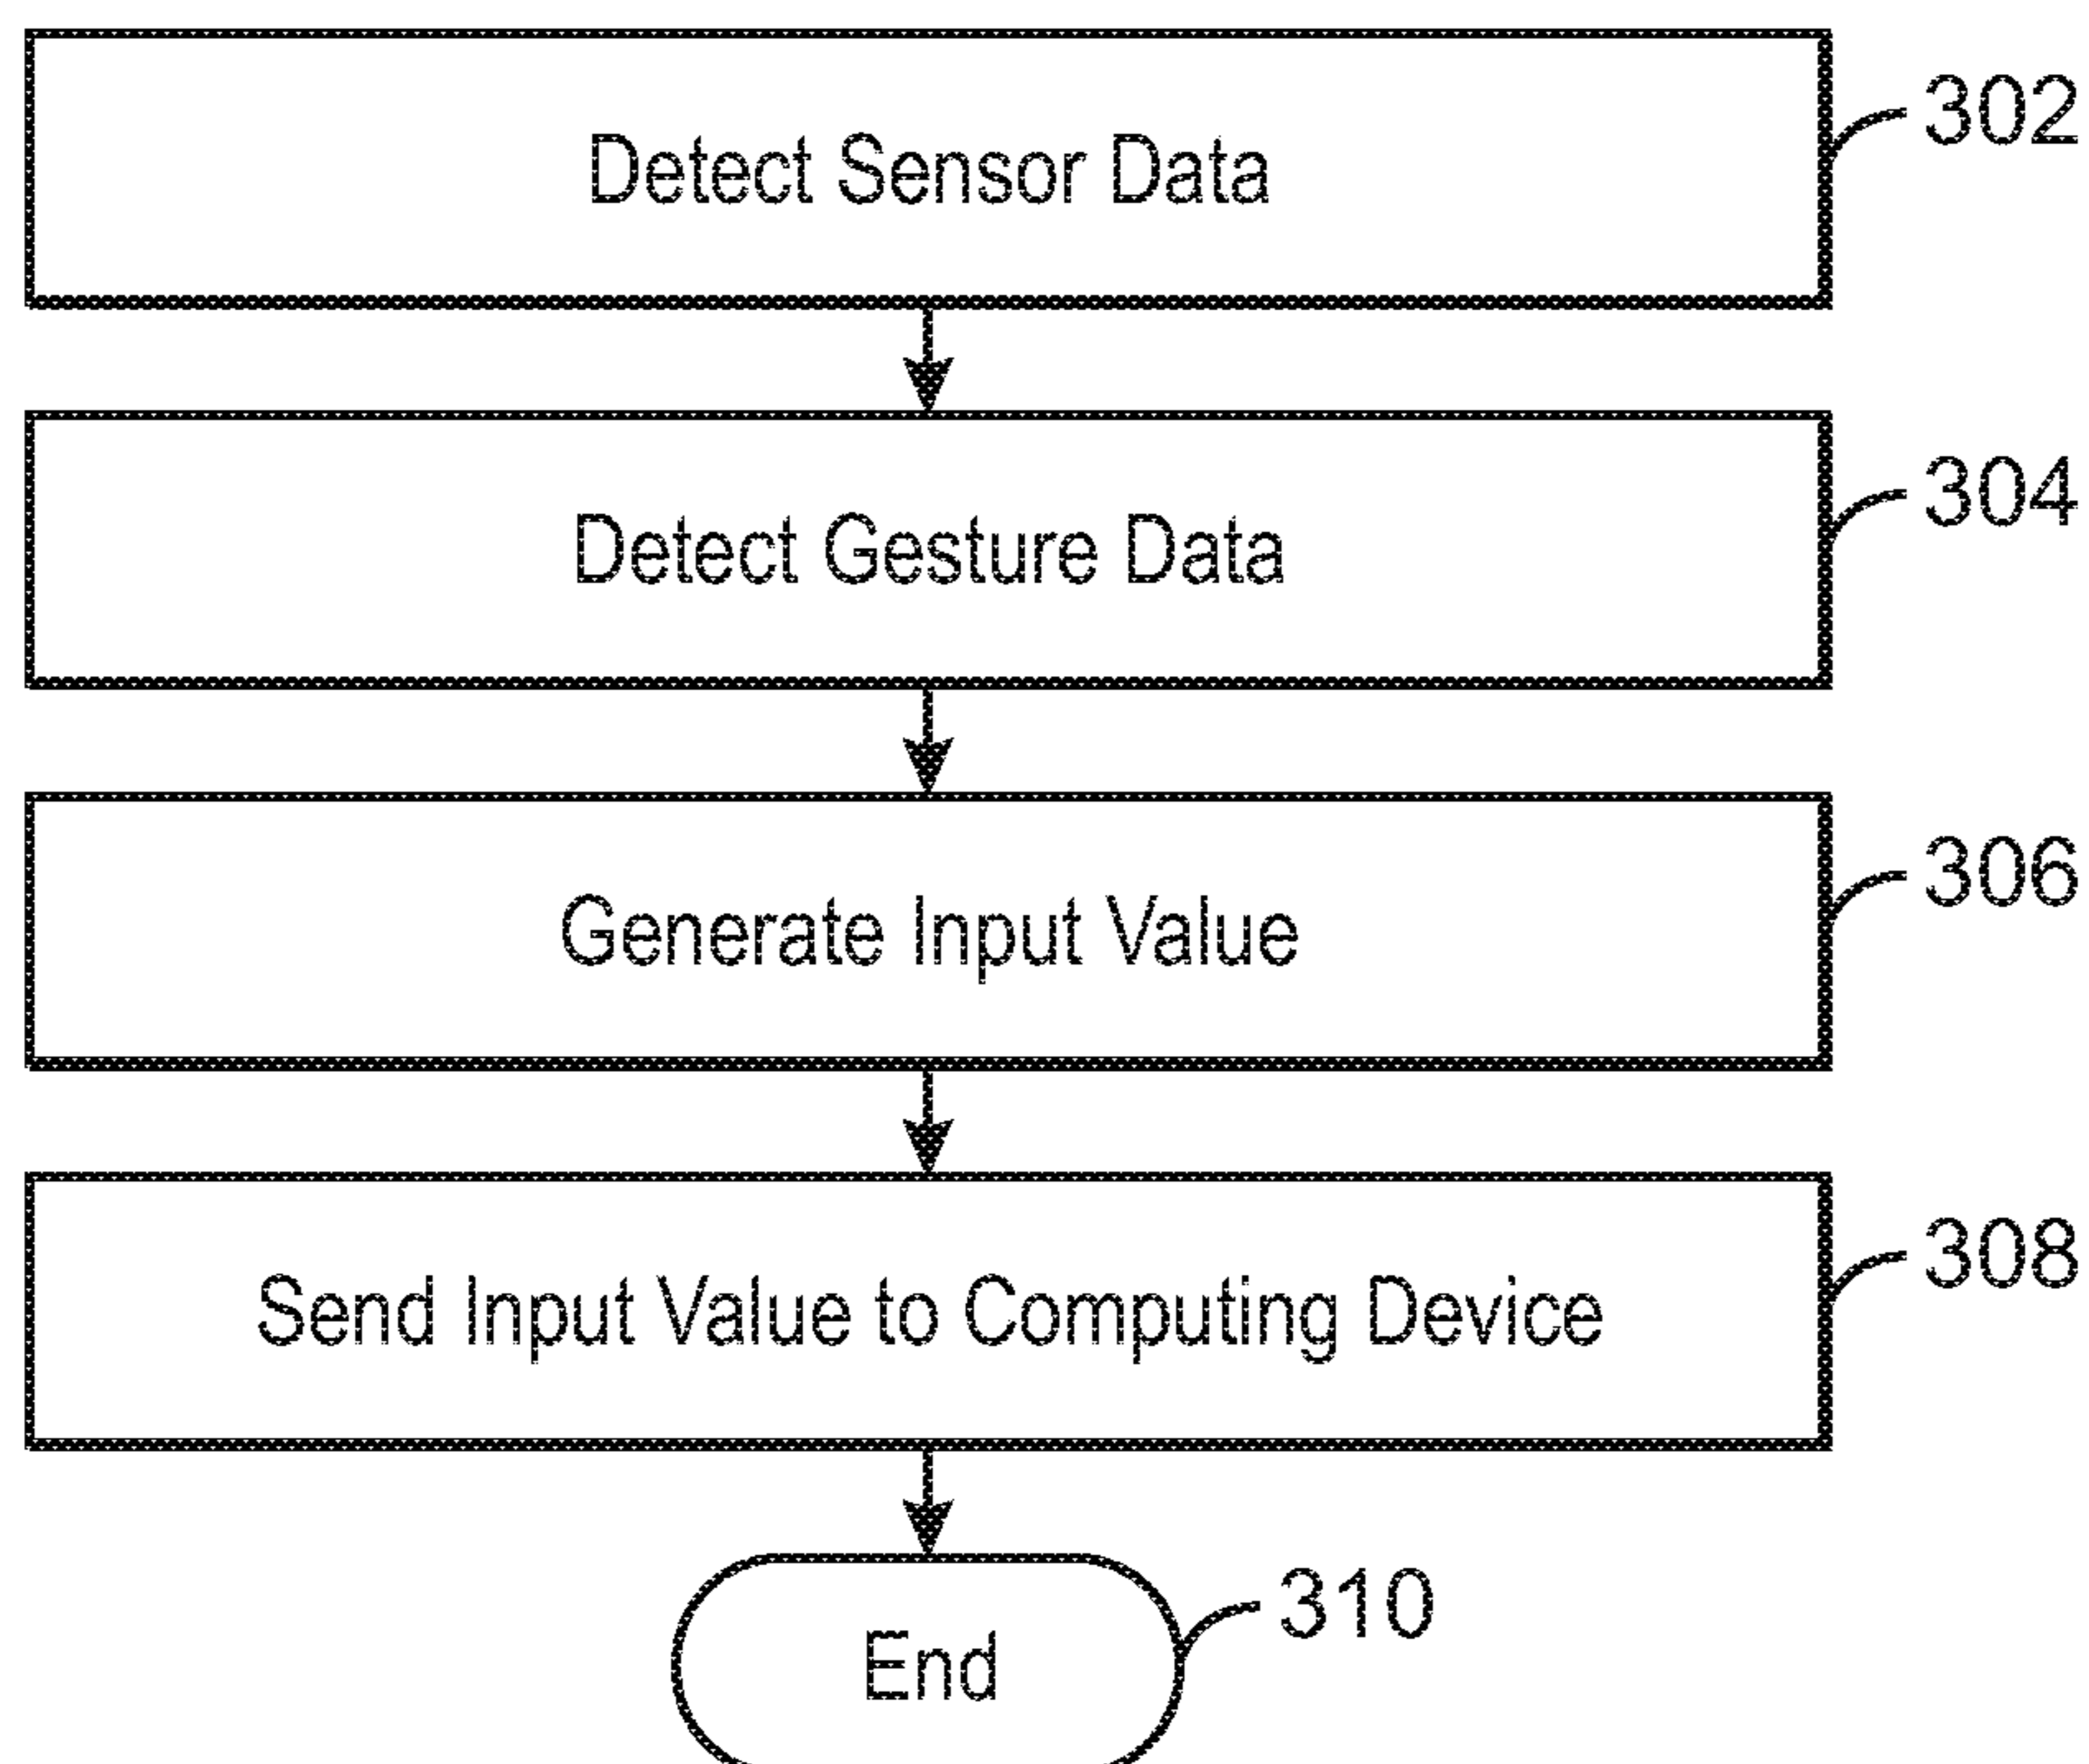 Detect Sensor Data
302
Detect Gesture Data
304
Generate Input Value
306
Send Input Value to Computing Device
308
End
310